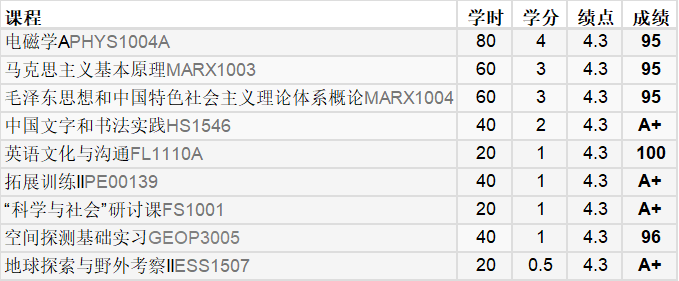 课程 学时 学分 绩点 成绩
电磁学APHYS1004A 80 4 4.3 95
马克思主义基本原理MARX1003 60 3 4.3 95
毛泽东思想和中国特色社会主义理论体系概论MARX1004 60 3 4.3 95
中国文字和书法实践HS1546 40 2 4.3 A+
英语文化与沟通FL1110A 20 1 4.3 100
拓展训练IIPE00139 40 1 4.3 A+
“科学与社会”研讨课FS1001 20 1 4.3 A+
空间探测基础实习GEOP3005 40 1 4.3 96
地球探索与野外考察IIESS1507 20 0.5 4.3 A+